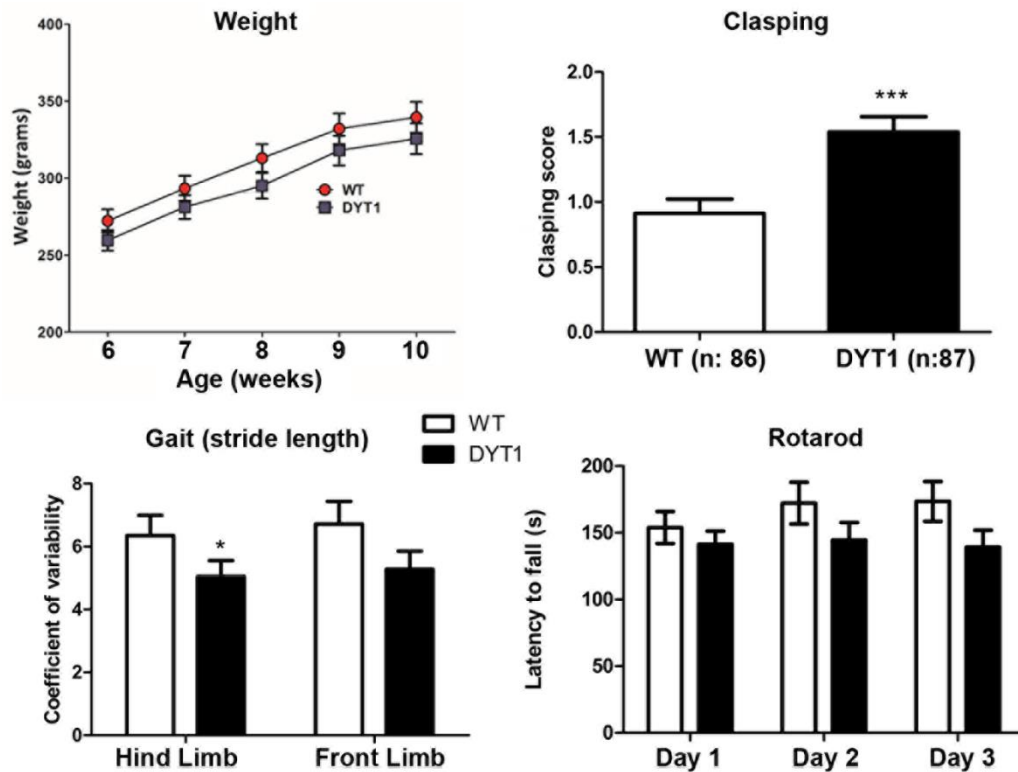 Weight
400
350
300
250
200
Weight (grams)
WT
DYT1
6 7 8 9 10
Age (weeks)
Clasping
2.0
1.5
1.0
0.5
0.0
Clasping score
***
WT (n: 86) DYT1 (n:87)
Gait (stride length)
WT
DYT1
8
6
4
2
0
Coefficient of variability
*
Hind Limb Front Limb
Rotarod
200
150
100
50
0
Latency to fall (s)
Day 1 Day 2 Day 3